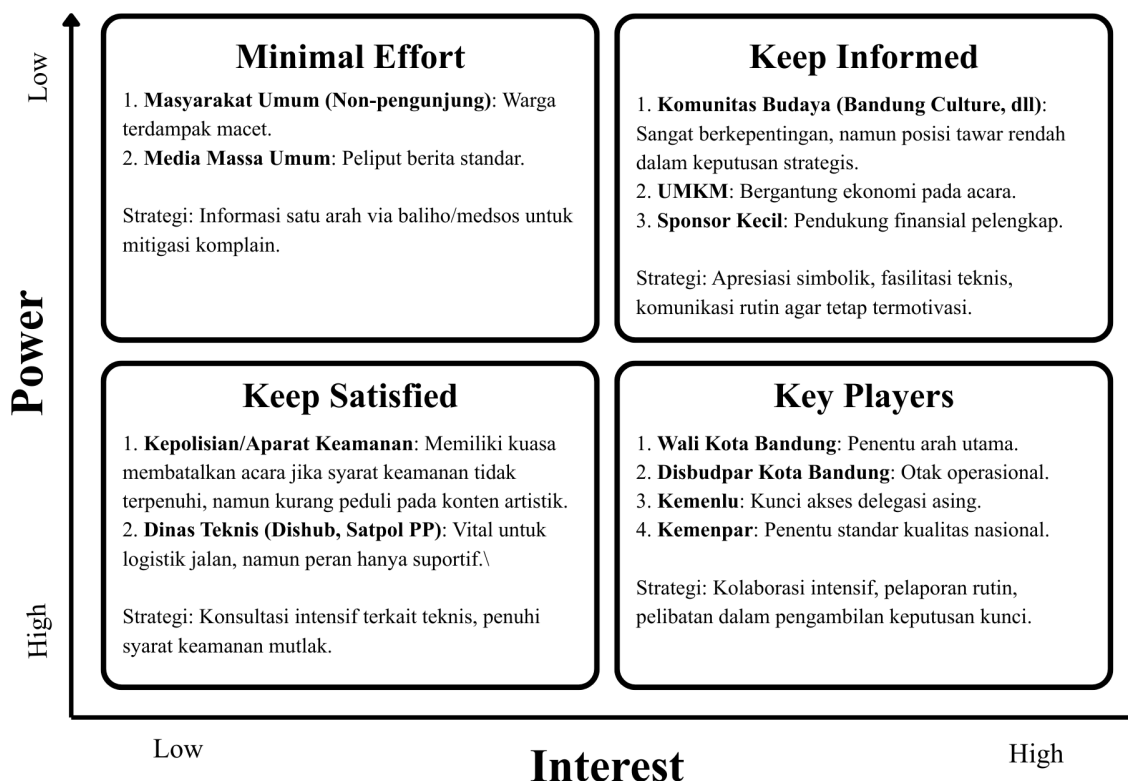 Low
Power
High
Minimal Effort
1. Masyarakat Umum (Non-pengunjung): Warga
terdampak macet.
2. Media Massa Umum: Peliput berita standar.
Strategi: Informasi satu arah via baliho/medsos untuk
mitigasi komplain.
Keep Informed
1. Komunitas Budaya (Bandung Culture, dll):
Sangat berkepentingan, namun posisi tawar rendah
dalam keputusan strategis.
2. UMKM: Bergantung ekonomi pada acara.
3. Sponsor Kecil: Pendukung finansial pelengkap.
Strategi: Apresiasi simbolik, fasilitasi teknis,
komunikasi rutin agar tetap termotivasi.
Keep Satisfied
1. Kepolisian/Aparat Keamanan: Memiliki kuasa
membatalkan acara jika syarat keamanan tidak
terpenuhi, namun kurang peduli pada konten artistik.
2. Dinas Teknis (Dishub, Satpol PP): Vital untuk
logistik jalan, namun peran hanya suportif.\
Strategi: Konsultasi intensif terkait teknis, penuhi
syarat keamanan mutlak.
Key Players
1. Wali Kota Bandung: Penentu arah utama.
2. Disbudpar Kota Bandung: Otak operasional.
3. Kemenlu: Kunci akses delegasi asing.
4. Kemenpar: Penentu standar kualitas nasional.
Strategi: Kolaborasi intensif, pelaporan rutin,
pelibatan dalam pengambilan keputusan kunci.
Low
Interest
High